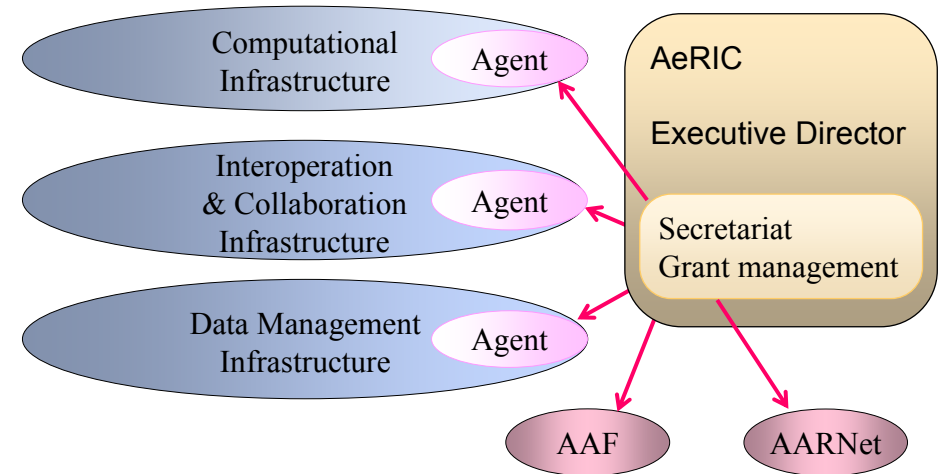 Computational
Infrastructure
Agent
Interoperation
& Collaboration
Infrastructure
Agent
Data Management
Infrastructure
Agent
AeRIC
Executive Director
Secretariat
Grant management
AAF
AARNet